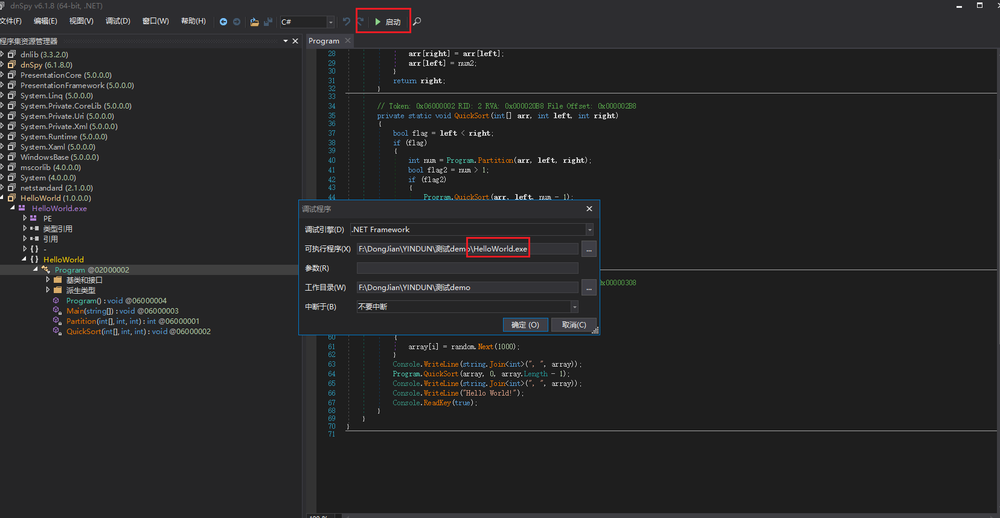 dnSpy v6.1.8 (64-bit, .NET)
文件(F) 编辑(E) 视图(V) 调试(D) 窗口(W) 帮助(H) C# 启动
程序集资源管理器
dnlib (3.3.2.0)
dnSpy (6.1.8.0)
PresentationCore (5.0.0.0)
PresentationFramework (5.0.0.0)
System.Linq (5.0.0.0)
System.Private.CoreLib (5.0.0.0)
System.Private.Uri (5.0.0.0)
System.Private.Xml (5.0.0.0)
System.Runtime (5.0.0.0)
System.Xaml (5.0.0.0)
WindowsBase (5.0.0.0)
mscorlib (4.0.0.0)
System (4.0.0.0)
netstandard (2.1.0.0)
HelloWorld (1.0.0.0)
HelloWorld.exe
PE
类型引用
引用
{ } -
{ } HelloWorld
Program @02000002
基类和接口
派生类型
Program() : void @06000004
Main(string[]) : void @06000003
Partition(int[], int, int) : int @06000001
QuickSort(int[], int, int) : void @06000002
Program
28 arr[right] = arr[left];
29 arr[left] = num2;
30 }
31 return right;
32 }
33
34 // Token: 0x06000002 RID: 2 RVA: 0x000020B8 File Offset: 0x000002B8
35 private static void QuickSort(int[] arr, int left, int right)
36 {
37 bool flag = left < right;
38 if (flag)
39 {
40 int num = Program.Partition(arr, left, right);
41 bool flag2 = num > 1;
42 if (flag2)
43 {
44 Program.QuickSort(arr, left, num - 1);
调试程序
调试引擎(D) .NET Framework
可执行程序(X) F:\DongJian\YINDUN\测试demo\HelloWorld.exe ...
参数(R)
工作目录(W) F:\DongJian\YINDUN\测试demo ...
中断于(B) 不要中断
确定 (O) 取消(C)
0x00000308
60 {
61 array[i] = random.Next(1000);
62 }
63 Console.WriteLine(string.Join<int>(", ", array));
64 Program.QuickSort(array, 0, array.Length - 1);
65 Console.WriteLine(string.Join<int>(", ", array));
66 Console.WriteLine("Hello World!");
67 Console.ReadKey(true);
68 }
69 }
70 }
71